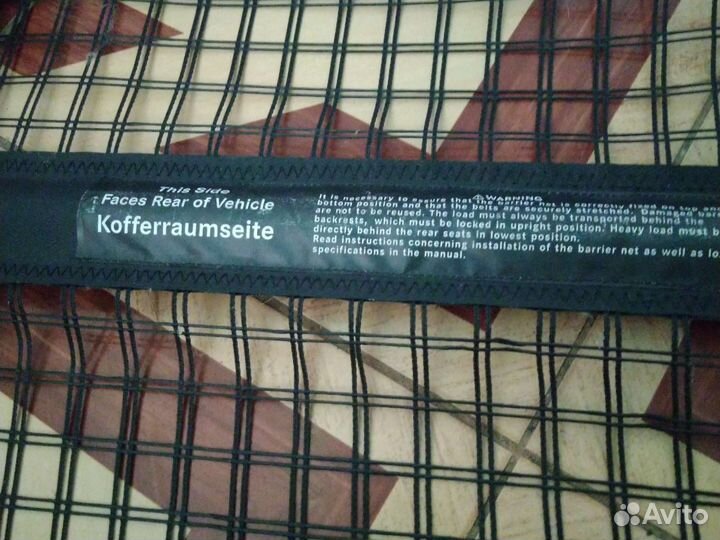 This Side
Faces Rear of Vehicle
Kofferraumseite
⚠WARNING
It is necessary to ensure that the barrier net is correctly fixed on top and
bottom position and that the belts are securely stretched. Damaged bar
are not to be reused. The load must always be transported behind the
backrests, which must be locked in upright position. Heavy load must b
directly behind the rear seats in lowest position.
Read instructions concerning installation of the barrier net as well as lo
specifications in the manual.
Avito